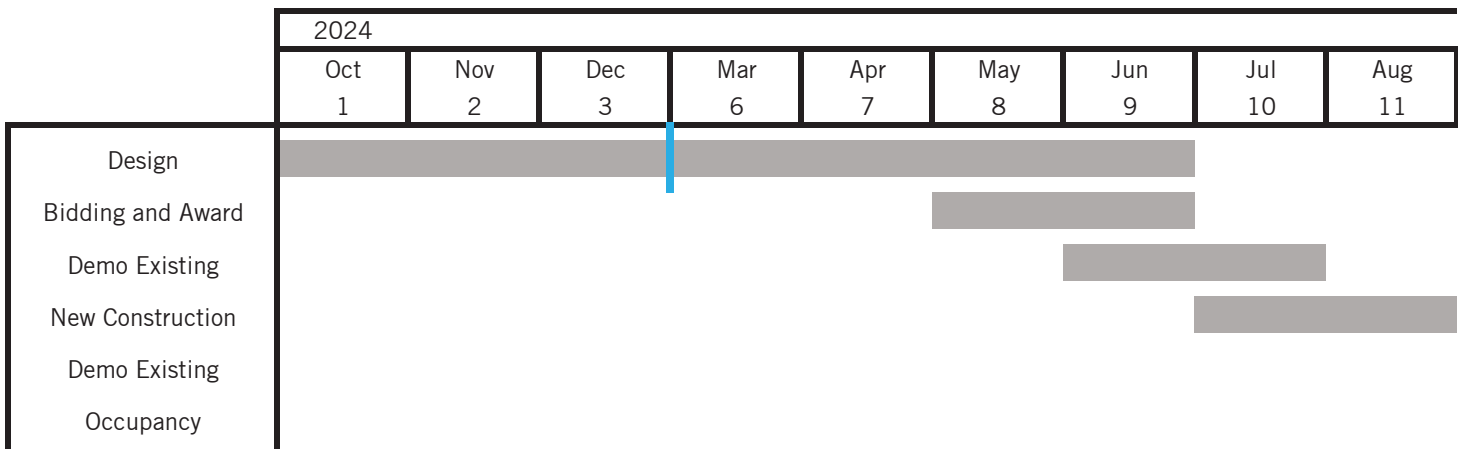 2024
Oct Nov Dec Mar Apr May Jun Jul Aug
1 2 3 6 7 8 9 10 11
Design
Bidding and Award
Demo Existing
New Construction
Demo Existing
Occupancy